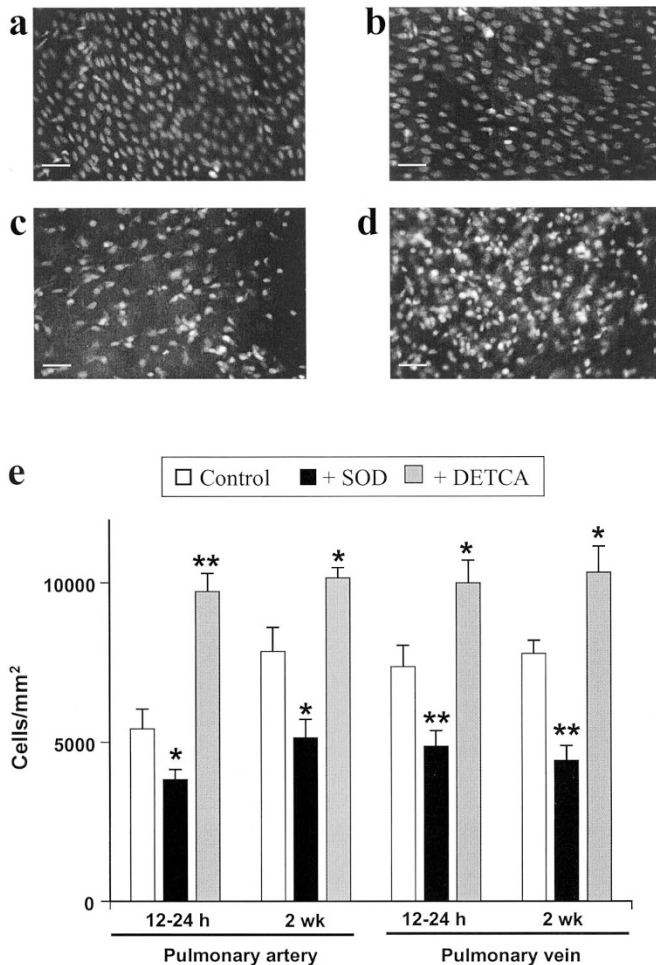 a
b
c
d
e
Control + SOD + DETCA
Cells/mm²
10000
5000
0
** * * *
* * ** **
12-24 h 2 wk 12-24 h 2 wk
Pulmonary artery Pulmonary vein